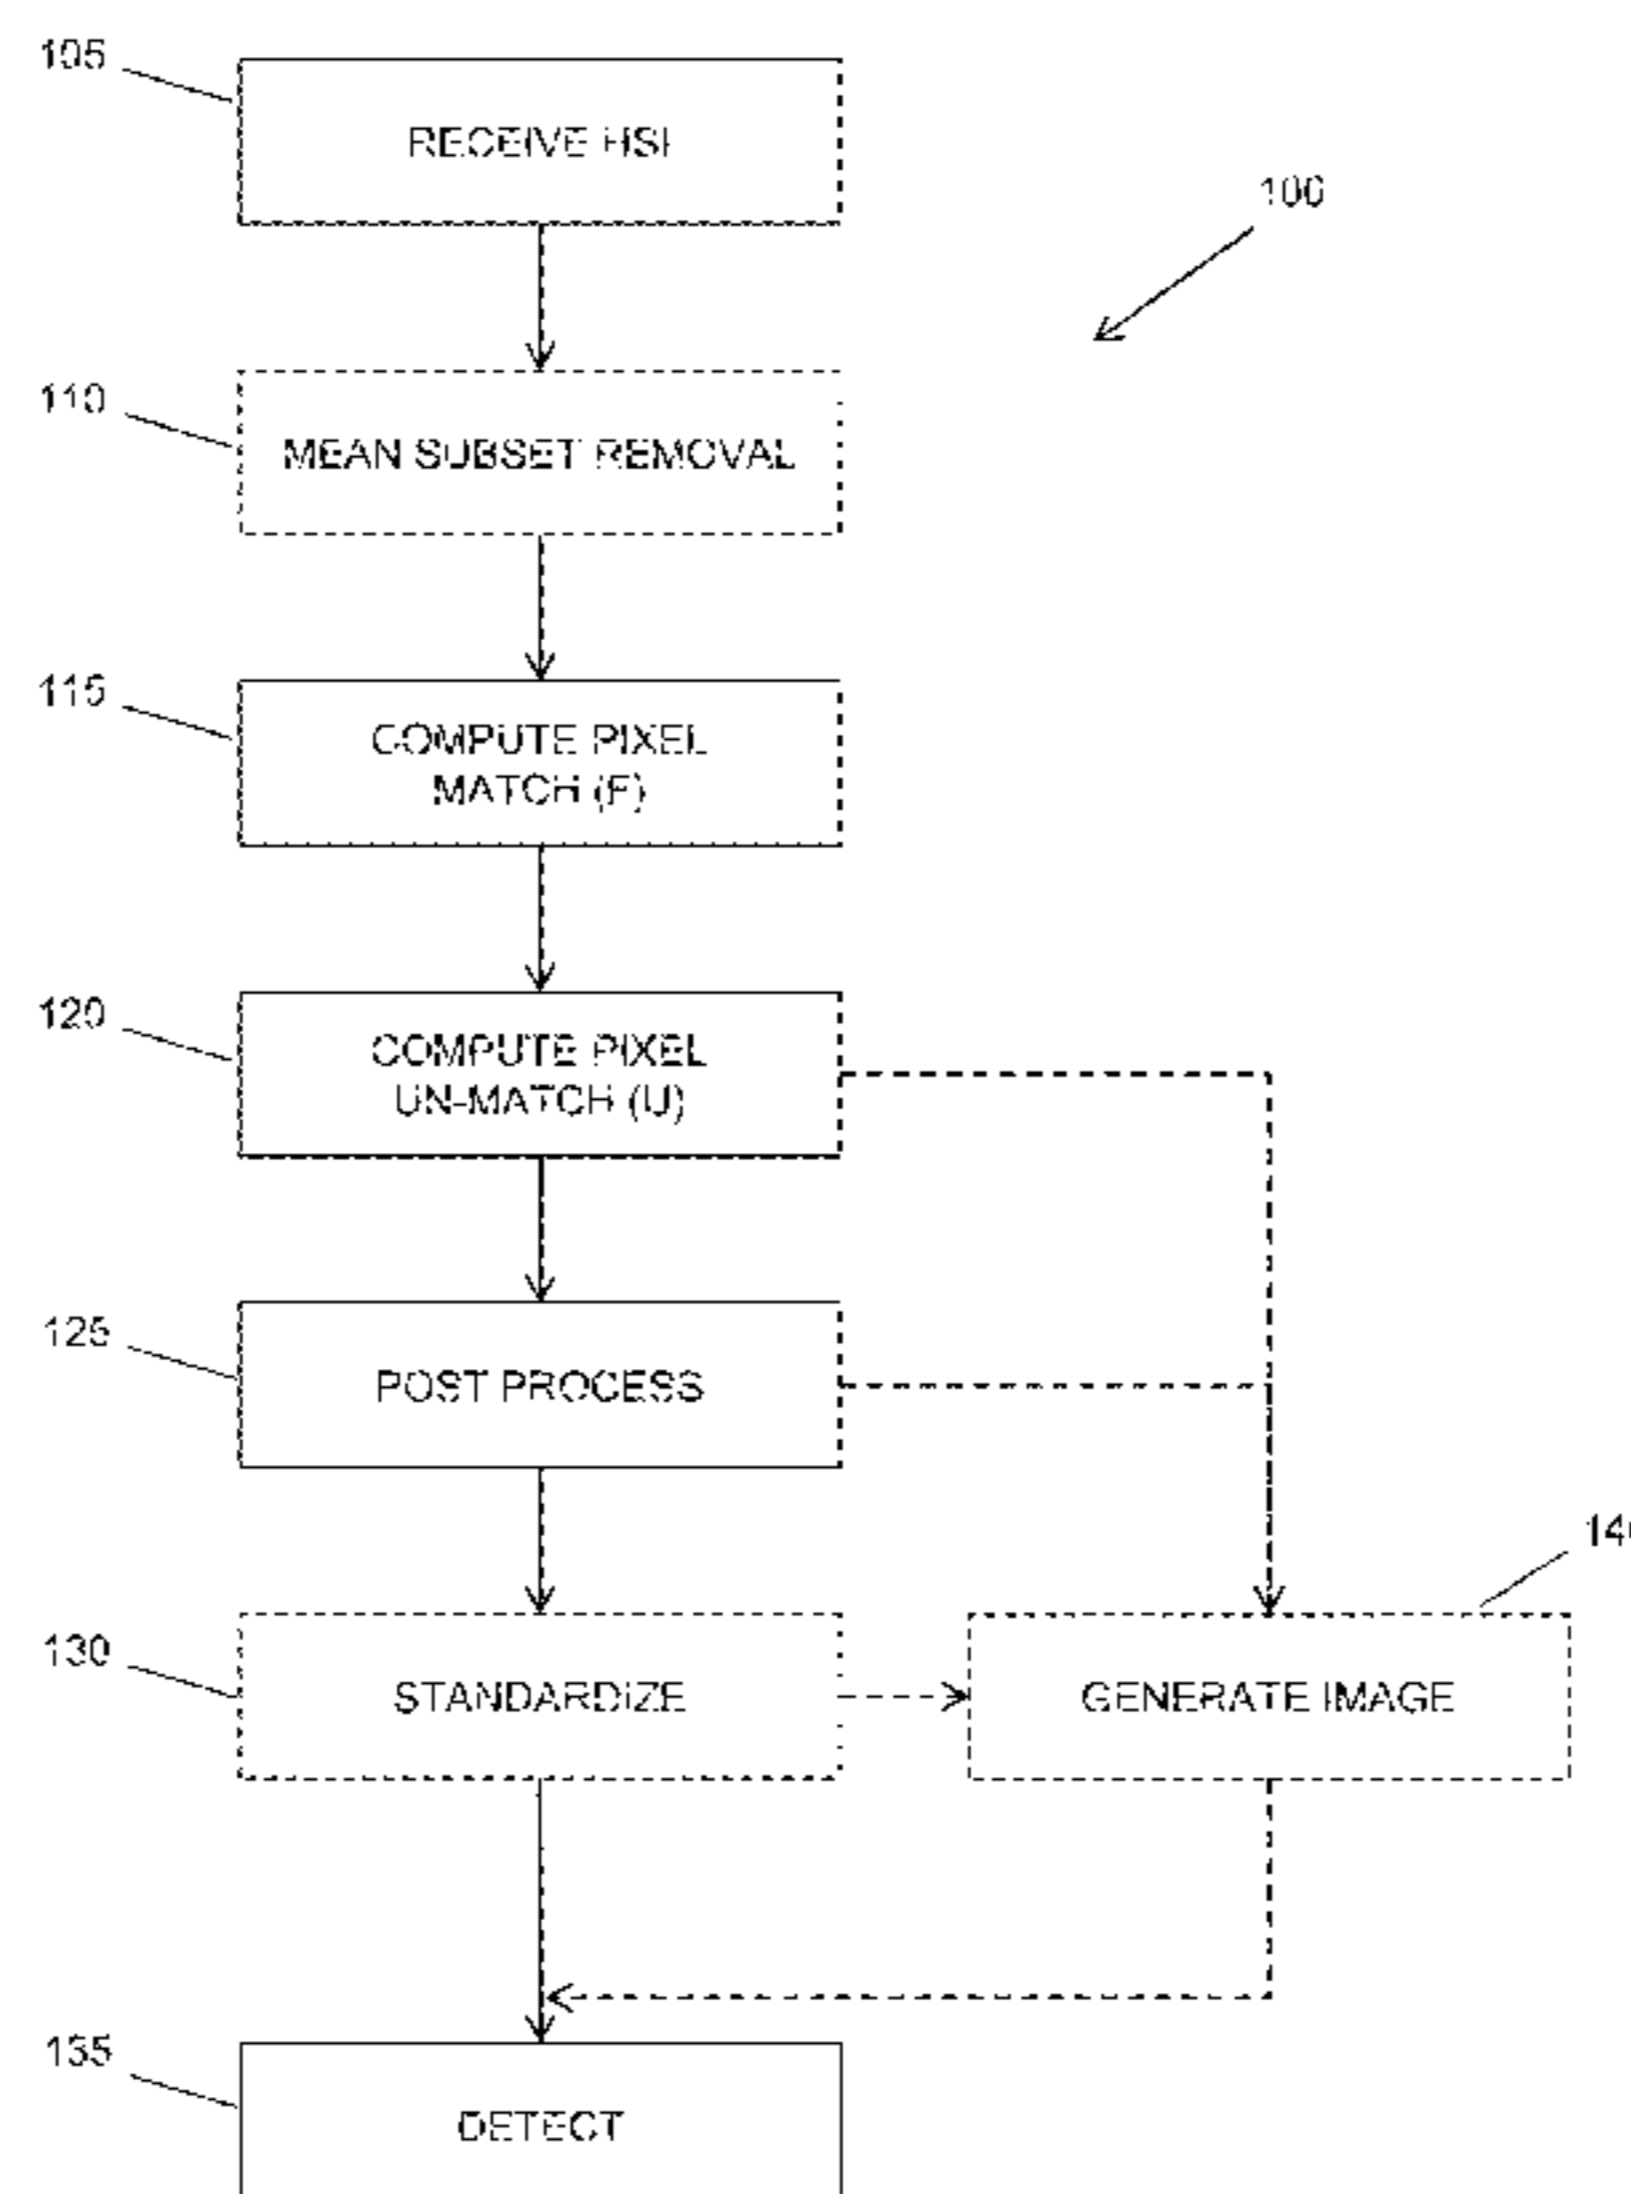 105
RECEIVE HSI
100
110
MEAN SUBSET REMOVAL
115
COMPUTE PIXEL
MATCH (F)
120
COMPUTE PIXEL
UN-MATCH (U)
125
POST PROCESS
130
STANDARDIZE
GENERATE IMAGE
135
DETECT